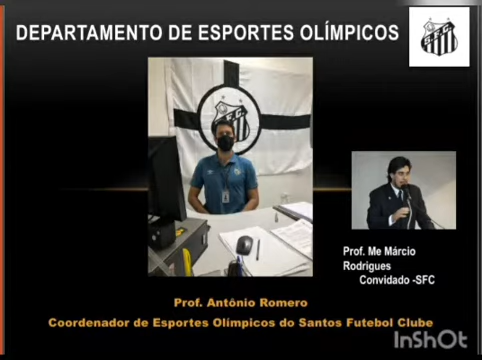 DEPARTAMENTO DE ESPORTES OLÍMPICOS
Prof. Me Márcio
Rodrigues
Convidado -SFC
Prof. Antônio Romero
Coordenador de Esportes Olímpicos do Santos Futebol Clube
InShOt